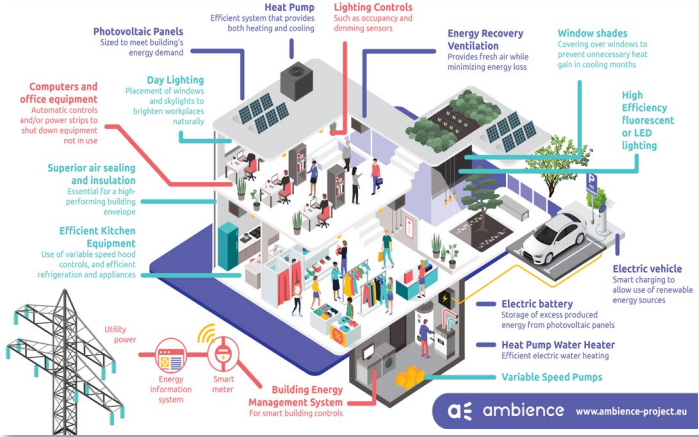 Heat Pump
Efficient system that provides
both heating and cooling
Lighting Controls
Such as occupancy and
dimming sensors
Photovoltaic Panels
Sized to meet building's
energy demand
Energy Recovery
Ventilation
Provides fresh air while
minimizing energy loss
Window shades
Covering over windows to
prevent unnecessary heat
gain in cooling months
Computers and
office equipment
Automatic controls
and/or power strips to
shut down equipment
not in use
Day Lighting
Placement of windows
and skylights to
brighten workplaces
naturally
High
Efficiency
fluorescent
or LED
lighting
Superior air sealing
and insulation
Essential for a high-
performing building
envelope
Efficient Kitchen
Equipment
Use of variable speed hood
controls, and efficient
refrigeration and appliances
P
Electric vehicle
Smart charging to
allow use of renewable
energy sources
Electric battery
Storage of excess produced
energy from photovoltaic panels
Heat Pump Water Heater
Efficient electric water heating
Variable Speed Pumps
Utility
power
Energy
information
system
Smart
meter
Building Energy
Management System
For smart building controls
ambience www.ambience-project.eu